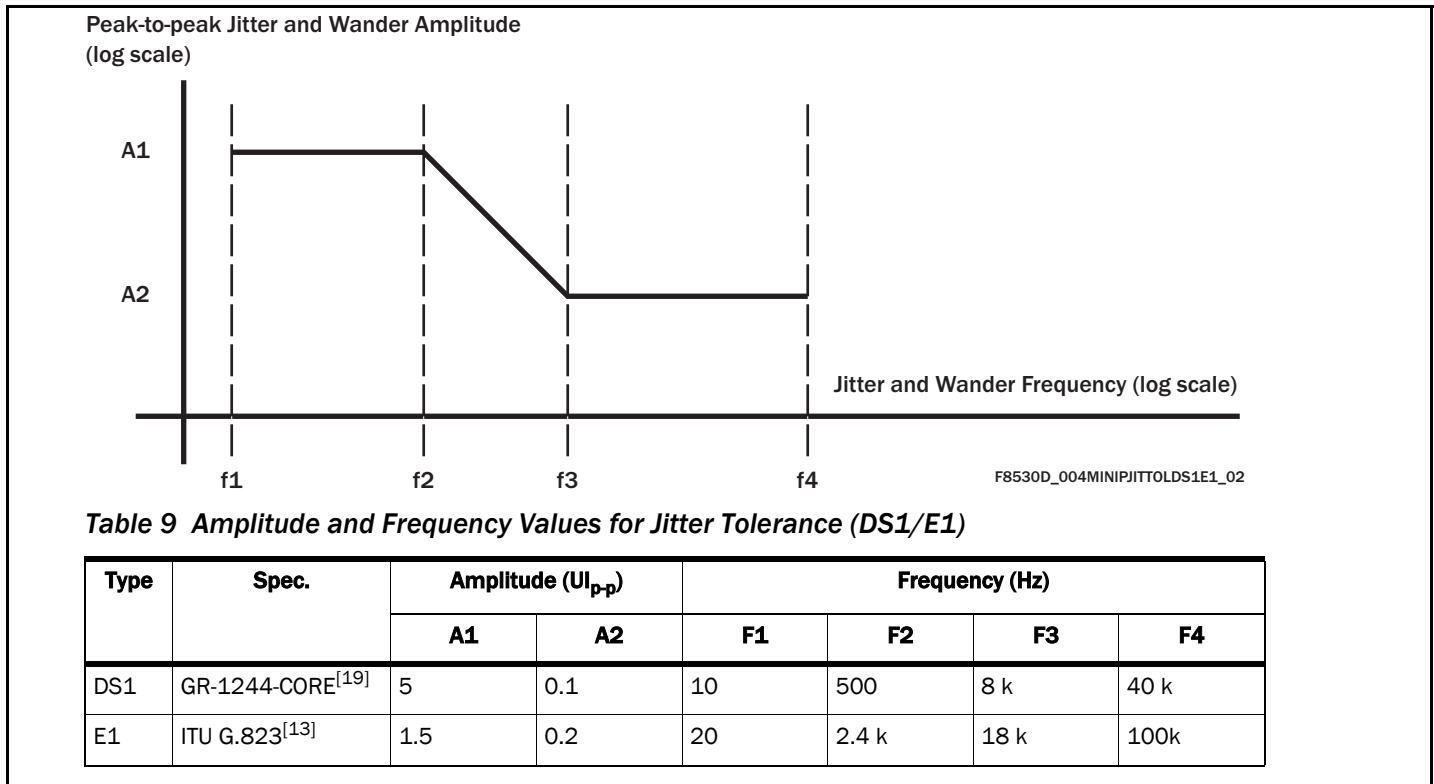 Peak-to-peak Jitter and Wander Amplitude
(log scale)
A1
A2
Jitter and Wander Frequency (log scale)
f1 f2 f3 f4
F8530D_004MINIPJITTOLDS1E1_02
Table 9 Amplitude and Frequency Values for Jitter Tolerance (DS1/E1)
Type Spec. Amplitude (UIp-p) Frequency (Hz)
A1 A2 F1 F2 F3 F4
DS1 GR-1244-CORE[19] 5 0.1 10 500 8 k 40 k
E1 ITU G.823[13] 1.5 0.2 20 2.4 k 18 k 100k